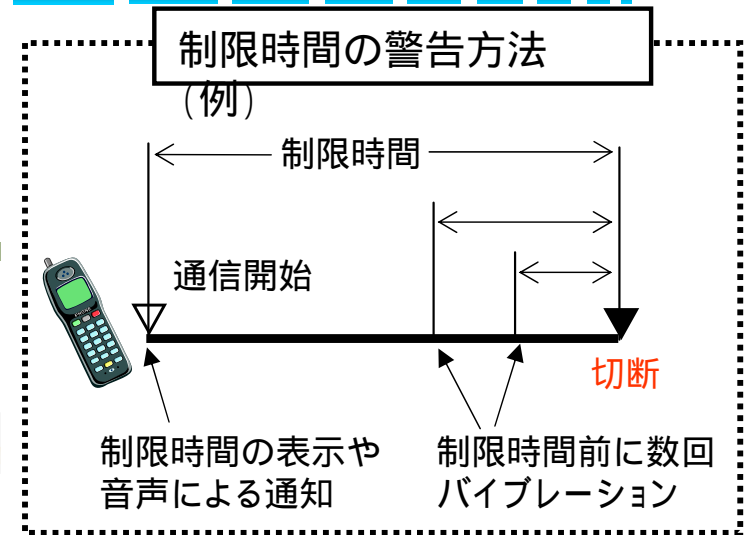 制限時間の警告方法
(例)
制限時間
通信開始
切断
制限時間の表示や
音声による通知
制限時間前に数回
バイブレーション